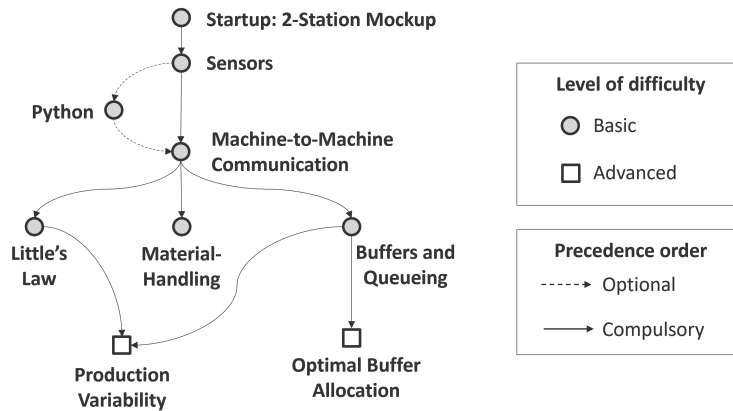 Startup: 2-Station Mockup
Sensors
Python
Machine-to-Machine
Communication
Little's
Law
Material-
Handling
Buffers and
Queueing
Production
Variability
Optimal Buffer
Allocation
Level of difficulty
Basic
Advanced
Precedence order
Optional
Compulsory